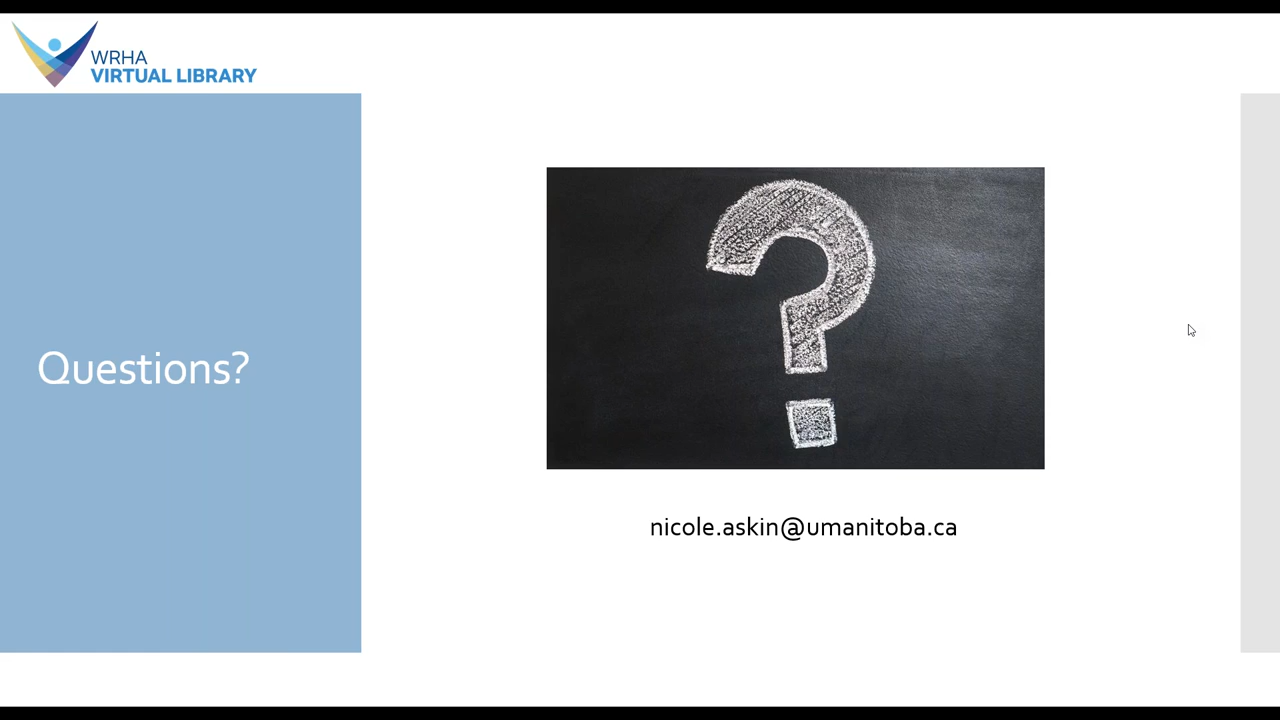 WRHA
VIRTUAL LIBRARY
Questions?
?
nicole.askin@umanitoba.ca